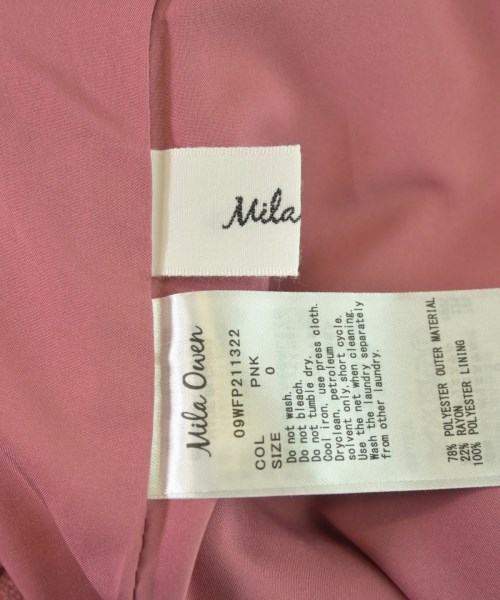 Mila
Mila Owen
09WFP211322
COL PNK
SIZE 0
Do not wash.
Do not bleach.
Do not tumble dry.
Cool iron, use press cloth.
Dryclean, petroleum
solvent only.short cycle.
Use the net when cleaning.
Wash the laundry separately
from other laundry.
78% POLYESTER OUTER MATERIAL
22% RAYON
100% POLYESTER LINING